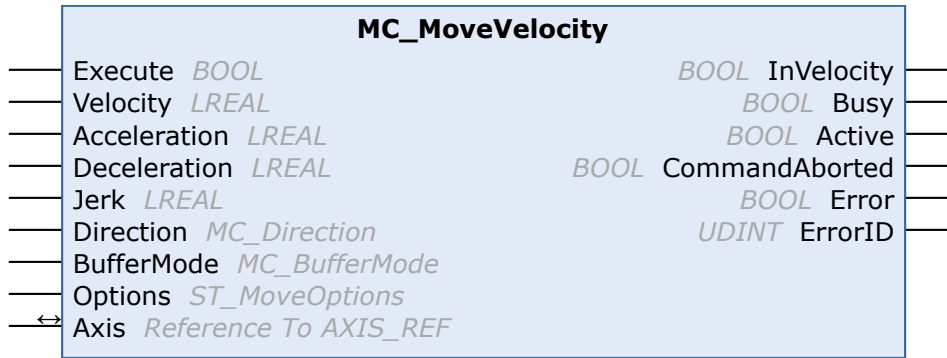 MC_MoveVelocity
Execute BOOL BOOL InVelocity
Velocity LREAL BOOL Busy
Acceleration LREAL BOOL Active
Deceleration LREAL BOOL CommandAborted
Jerk LREAL BOOL Error
Direction MC_Direction UDINT ErrorID
BufferMode MC_BufferMode
Options ST_MoveOptions
↔ Axis Reference To AXIS_REF